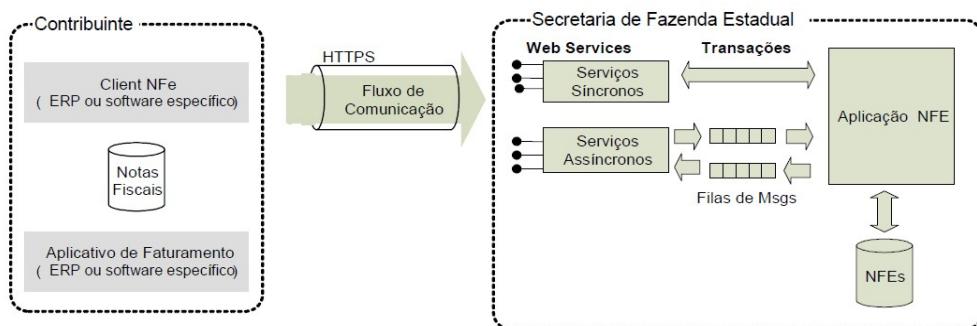 Contribuinte
Client NFe
( ERP ou software específico)
Notas
Fiscais
Aplicativo de Faturamento
( ERP ou software específico)
HTTPS
Fluxo de
Comunicação
Secretaria de Fazenda Estadual
Web Services
Transações
Serviços
Síncronos
Serviços
Assíncronos
Filas de Msgs
Aplicação NFE
NFEs